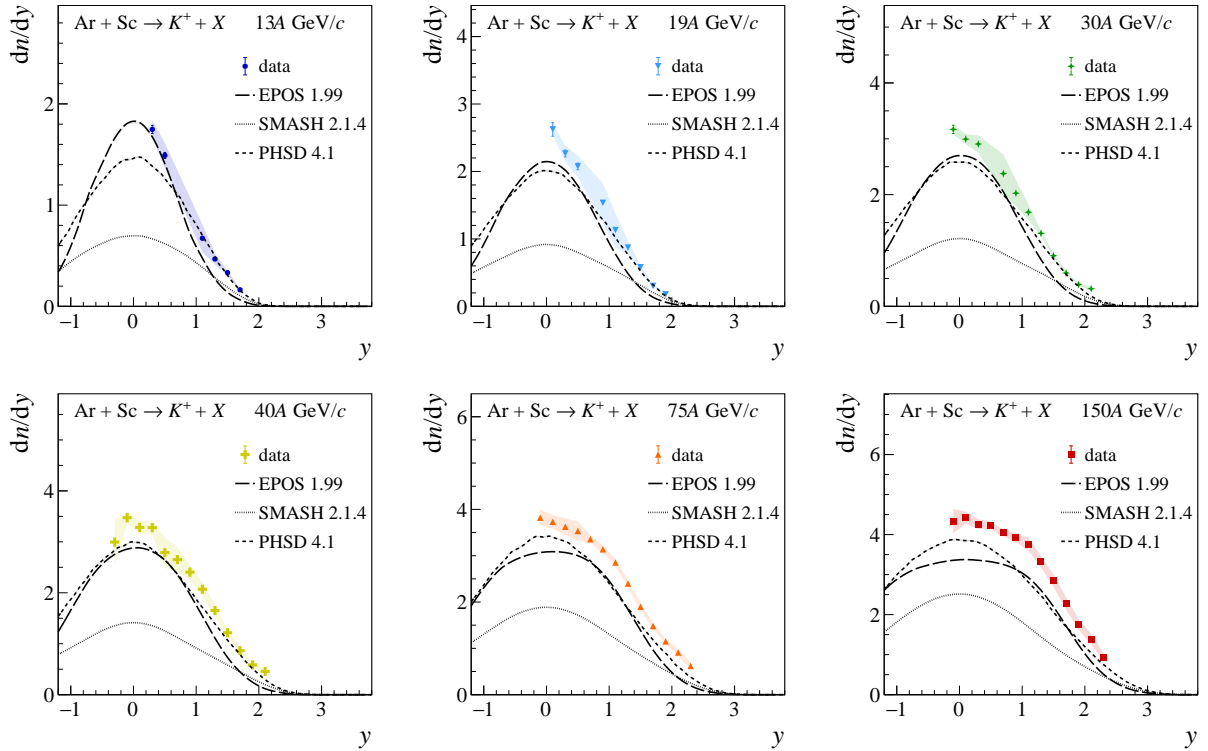 Ar + Sc → K⁺ + X 13A GeV/c
dn/dy
data
EPOS 1.99
SMASH 2.1.4
PHSD 4.1
2
1
0
−1 0 1 2 3
y
Ar + Sc → K⁺ + X 19A GeV/c
dn/dy
data
EPOS 1.99
SMASH 2.1.4
PHSD 4.1
4
3
2
1
0
−1 0 1 2 3
y
Ar + Sc → K⁺ + X 30A GeV/c
dn/dy
data
EPOS 1.99
SMASH 2.1.4
PHSD 4.1
4
2
0
−1 0 1 2 3
y
Ar + Sc → K⁺ + X 40A GeV/c
dn/dy
data
EPOS 1.99
SMASH 2.1.4
PHSD 4.1
4
2
0
−1 0 1 2 3
y
Ar + Sc → K⁺ + X 75A GeV/c
dn/dy
data
EPOS 1.99
SMASH 2.1.4
PHSD 4.1
6
4
2
0
−1 0 1 2 3
y
Ar + Sc → K⁺ + X 150A GeV/c
dn/dy
data
EPOS 1.99
SMASH 2.1.4
PHSD 4.1
6
4
2
0
−1 0 1 2 3
y